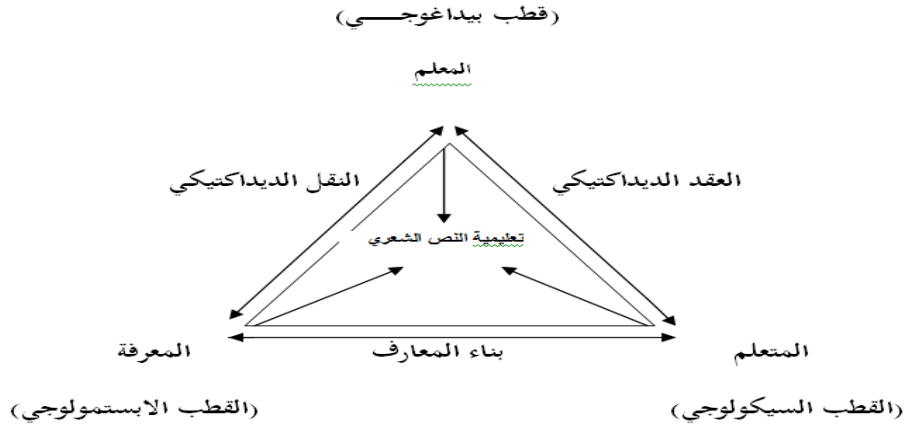 (قطب بيداغوجـــــي)
المعلم
العقد الديداكتيكي
النقل الديداكتيكي
تعليمية النص الشعري
المتعلم
بناء المعارف
المعرفة
(القطب السيكولوجي)
(القطب الابستمولوجي)